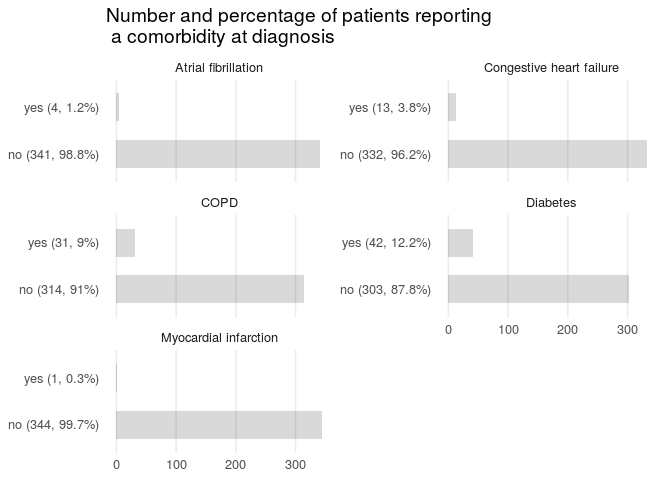 Number and percentage of patients reporting
a comorbidity at diagnosis
Atrial fibrillation
yes (4, 1.2%)
no (341, 98.8%)
Congestive heart failure
yes (13, 3.8%)
no (332, 96.2%)
COPD
yes (31, 9%)
no (314, 91%)
Diabetes
yes (42, 12.2%)
no (303, 87.8%)
0 100 200 300
Myocardial infarction
yes (1, 0.3%)
no (344, 99.7%)
0 100 200 300